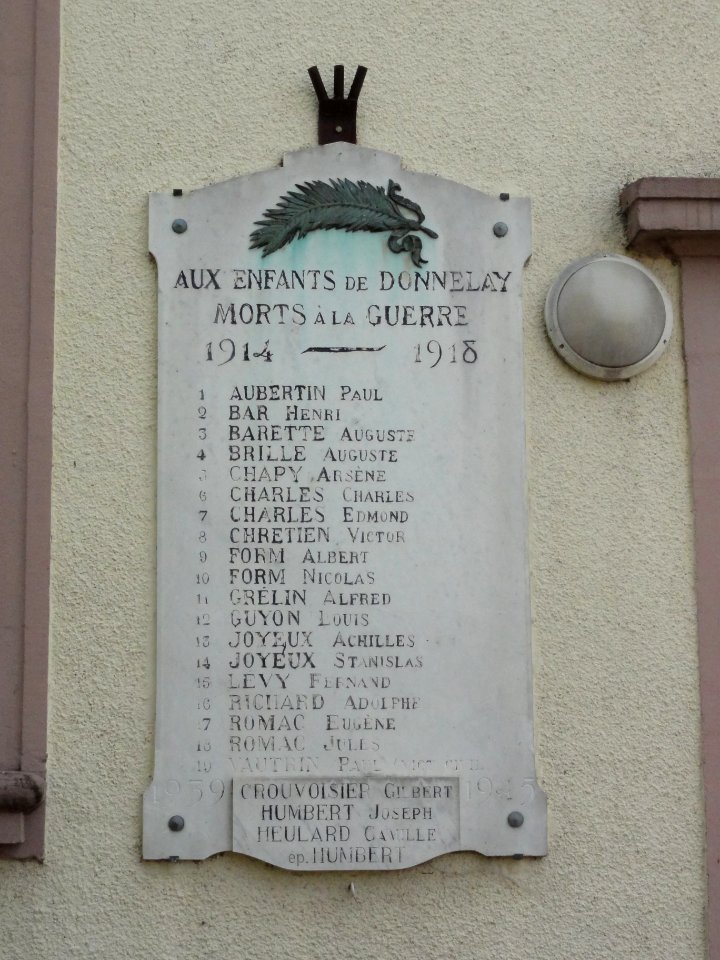 AUX ENFANTS DE DONNELAY
MORTS À LA GUERRE
1914 — 1918
1 AUBERTIN PAUL
2 BAR HENRI
3 BARETTE AUGUSTE
4 BRILLE AUGUSTE
5 CHAPY ARSÈNE
6 CHARLES CHARLES
7 CHARLES EDMOND
8 CHRETIEN VICTOR
9 FORM ALBERT
10 FORM NICOLAS
11 GRÉLIN ALFRED
12 GUYON LOUIS
13 JOYEUX ACHILLES
14 JOYEUX STANISLAS
15 LEVY FERNAND
16 RICHARD ADOLPHE
17 ROMAC EUGÈNE
18 ROMAC JULES
19 VAUTRIN PAUL (VICT. CIV.)
1939 1945
CROUVOISIER GILBERT
HUMBERT JOSEPH
HEULARD CAMILLE
ép. HUMBERT